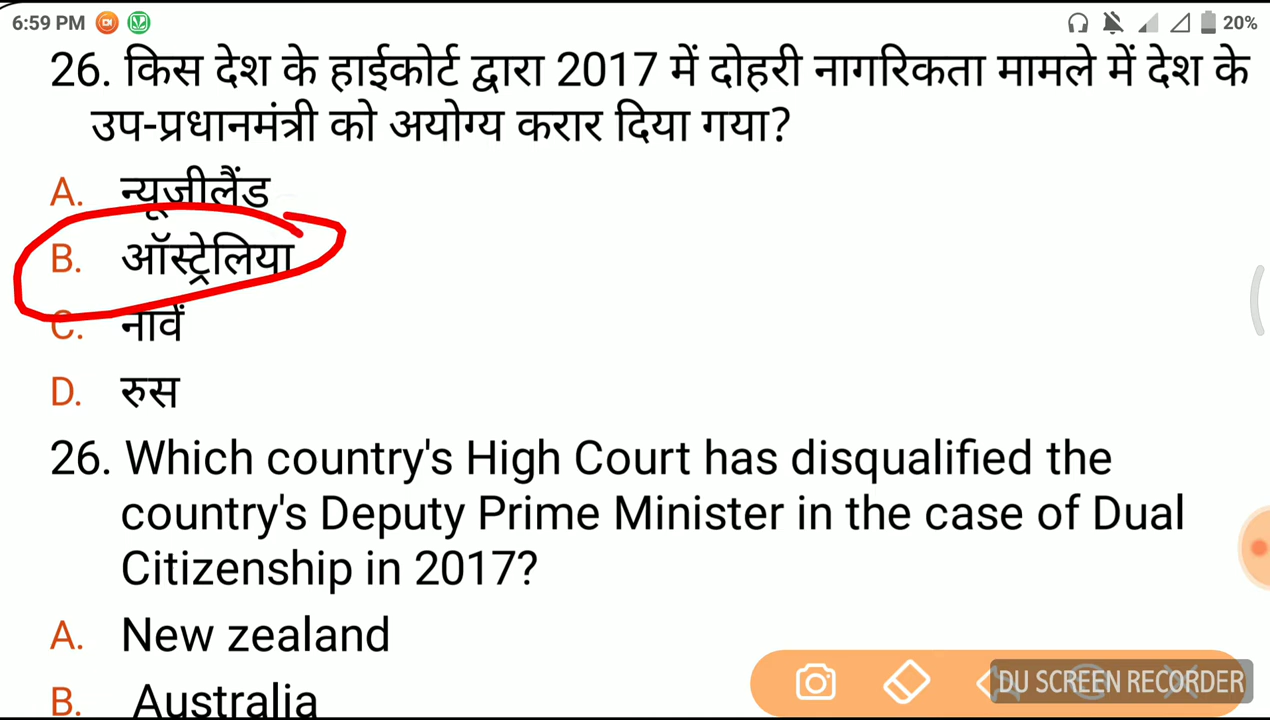 6:59 PM
20%
26. किस देश के हाईकोर्ट द्वारा 2017 में दोहरी नागरिकता मामले में देश के
उप-प्रधानमंत्री को अयोग्य करार दिया गया?
A. न्यूजीलैंड
B. ऑस्ट्रेलिया
C. नार्वे
D. रुस
26. Which country's High Court has disqualified the
country's Deputy Prime Minister in the case of Dual
Citizenship in 2017?
A. New zealand
B. Australia
DU SCREEN RECORDER